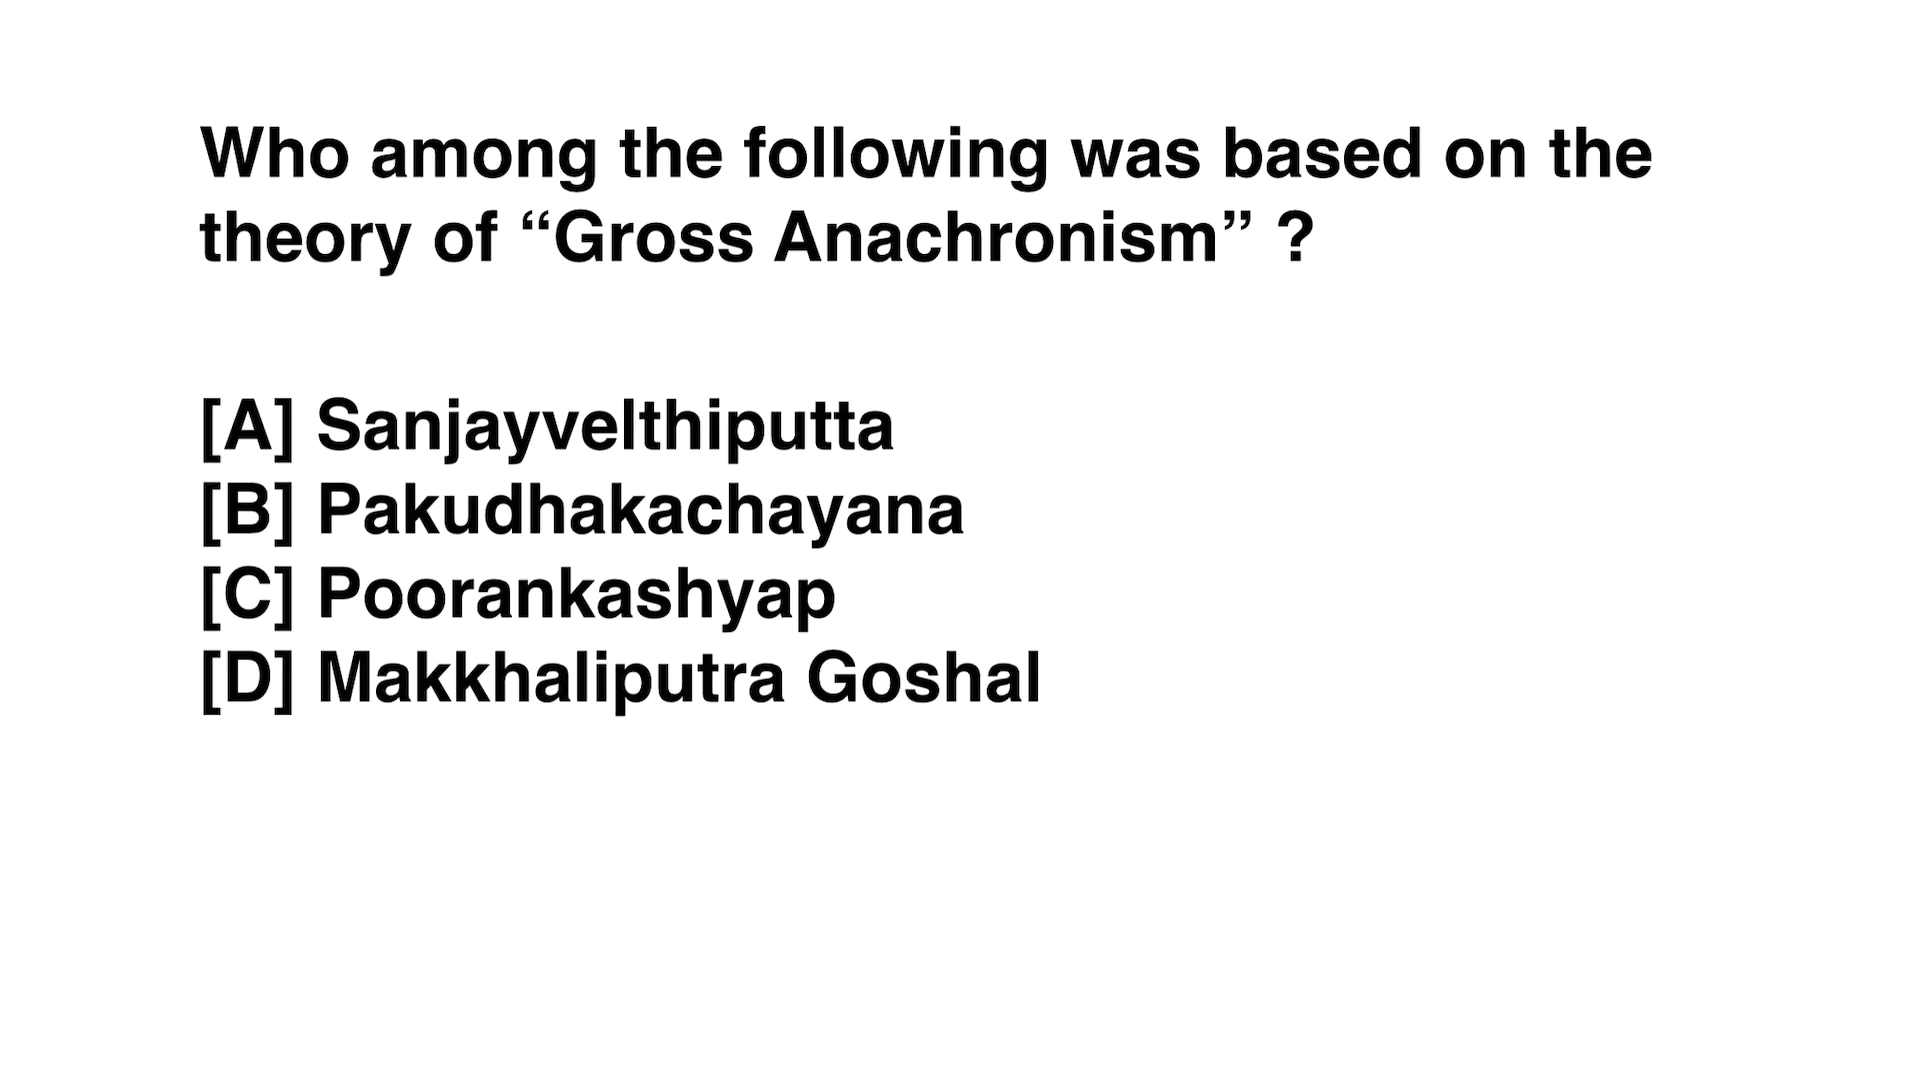 Who among the following was based on the
theory of “Gross Anachronism” ?
[A] Sanjayvelthiputta
[B] Pakudhakachayana
[C] Poorankashyap
[D] Makkhaliputra Goshal